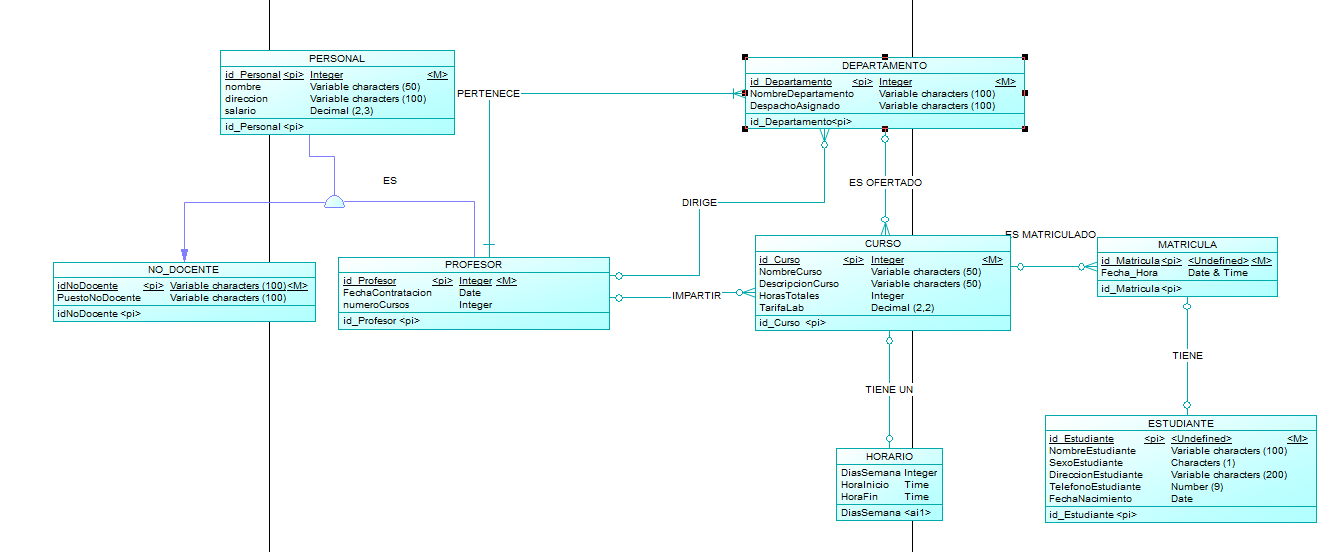 PERSONAL
id_Personal <pi> Integer <M>
nombre Variable characters (50)
direccion Variable characters (100)
salario Decimal (2,3)
id_Personal <pi>
PERTENECE
DEPARTAMENTO
id_Departamento <pi> Integer <M>
NombreDepartamento Variable characters (100)
DespachoAsignado Variable characters (100)
id_Departamento<pi>
ES
ES OFERTADO
DIRIGE
NO_DOCENTE
idNoDocente <pi> Variable characters (100)<M>
PuestoNoDocente Variable characters (100)
idNoDocente <pi>
PROFESOR
id_Profesor <pi> Integer <M>
FechaContratacion Date
numeroCursos Integer
id_Profesor <pi>
IMPARTIR
CURSO
id_Curso <pi> Integer <M>
NombreCurso Variable characters (50)
DescripcionCurso Variable characters (50)
HorasTotales Integer
TarifaLab Decimal (2,2)
id_Curso <pi>
ES MATRICULADO
MATRICULA
id_Matricula<pi> <Undefined> <M>
Fecha_Hora Date & Time
id_Matricula <pi>
TIENE
TIENE UN
HORARIO
DiasSemana Integer
HoraInicio Time
HoraFin Time
DiasSemana <ai1>
ESTUDIANTE
id_Estudiante <pi> <Undefined> <M>
NombreEstudiante Variable characters (100)
SexoEstudiante Characters (1)
DireccionEstudiante Variable characters (200)
TelefonoEstudiante Number (9)
FechaNacimiento Date
id_Estudiante <pi>